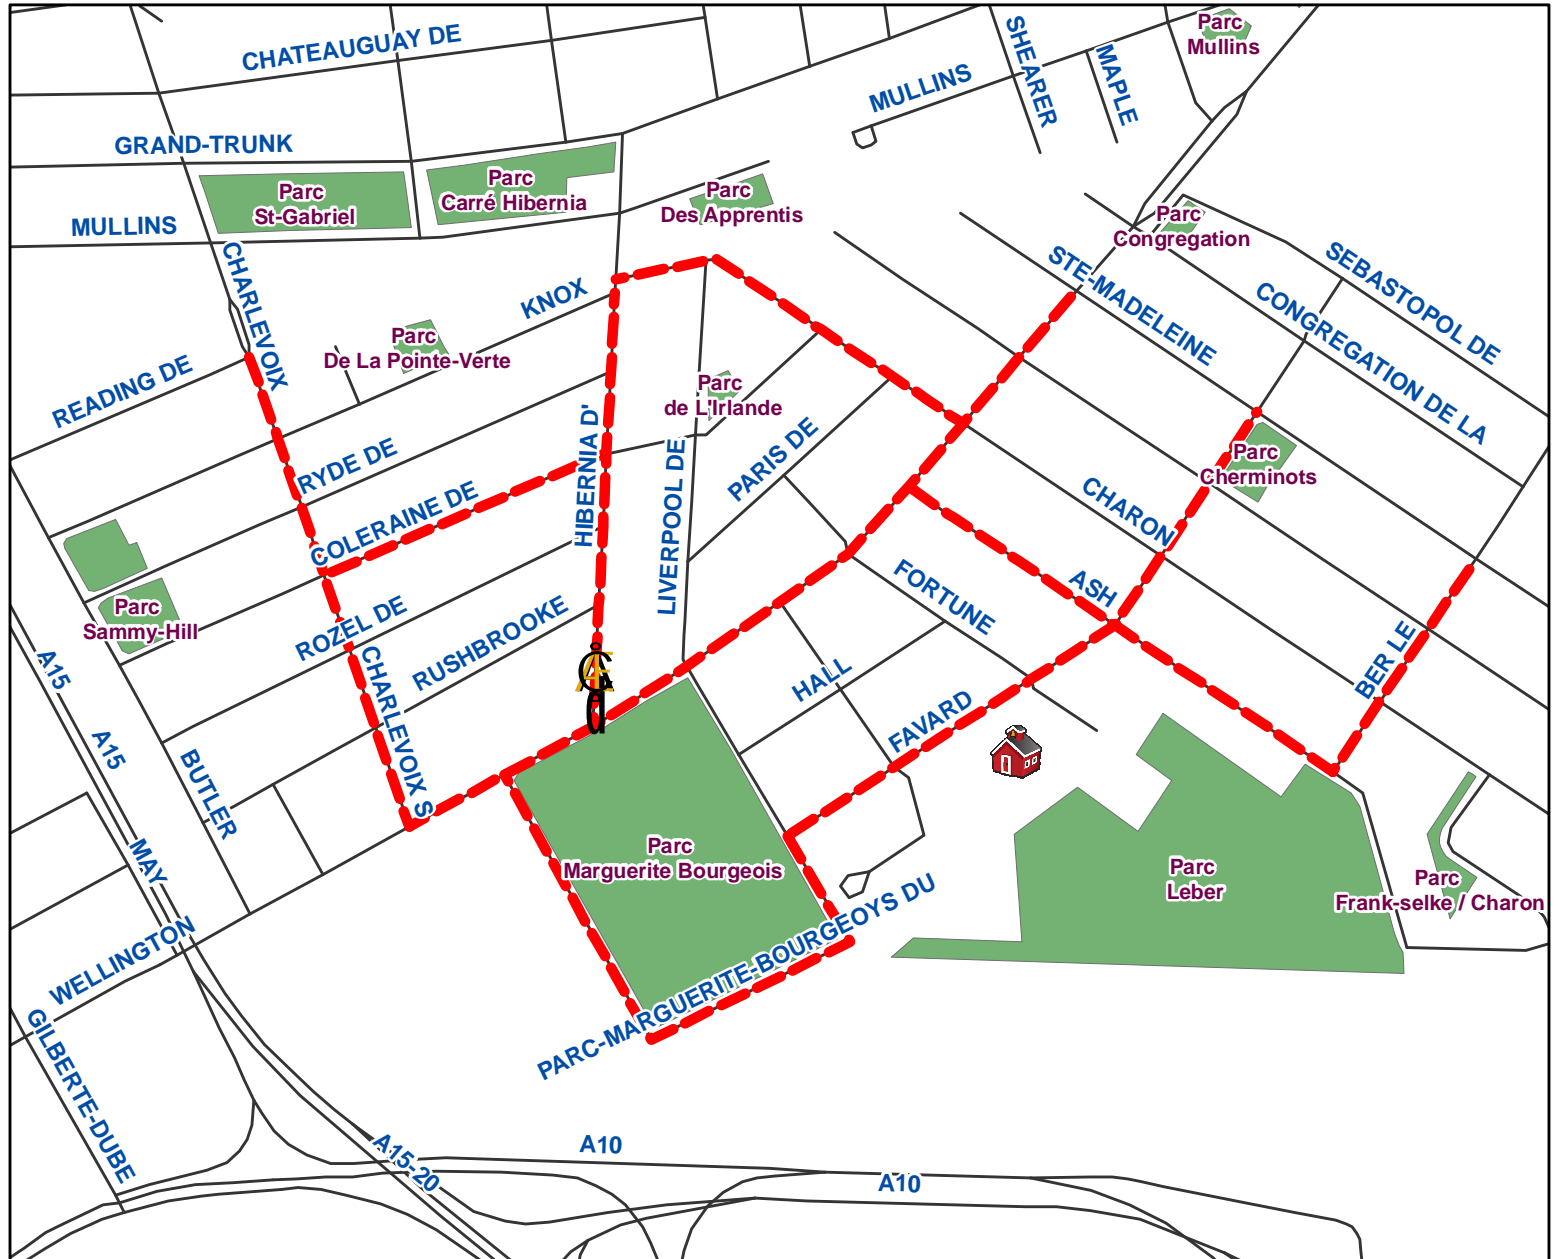 CHATEAUGUAY DE
SHEARER
MAPLE
Parc
Mullins
MULLINS
GRAND-TRUNK
Parc
St-Gabriel
Parc
Carré Hibernia
Parc
Des Apprentis
MULLINS
Parc
Congregation
CHARLEVOIX
KNOX
STE-MADELEINE
SEBASTOPOL DE
CONGREGATION DE LA
Parc
De La Pointe-Verte
READING DE
Parc
de L'Irlande
RYDE DE
HIBERNIA D'
LIVERPOOL DE
PARIS DE
Parc
Cherminots
COLERAINE DE
CHARON
FORTUNE
ASH
Parc
Sammy-Hill
ROZEL DE
RUSHBROOKE
A15
CHARLEVOIX S
HALL
FAVARD
BER LE
A15
BUTLER
MAY
Parc
Marguerite Bourgeois
Parc
Leber
Parc
Frank-selke / Charon
WELLINGTON
PARC-MARGUERITE-BOURGEOYS DU
GILBERTE-DUBE
A15-20
A10
A10